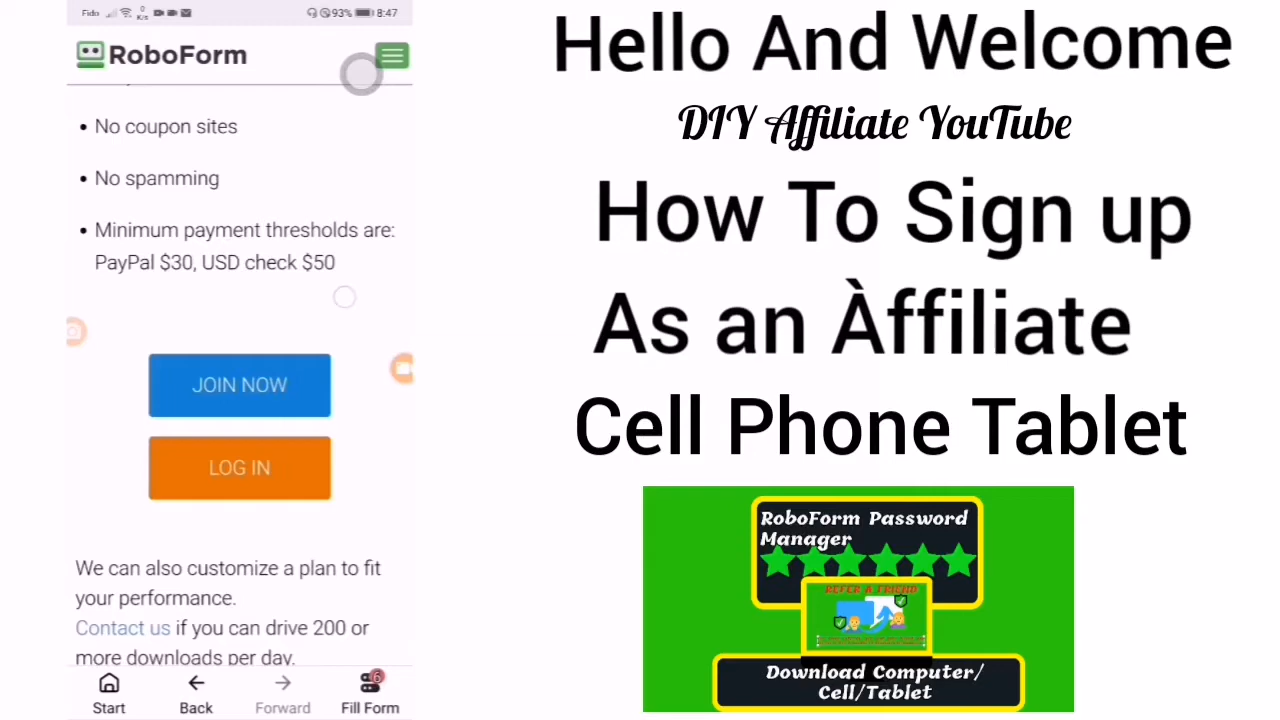 Fido
0
K/s
93%
8:47
RoboForm
• No coupon sites
• No spamming
• Minimum payment thresholds are:
PayPal $30, USD check $50
JOIN NOW
LOG IN
We can also customize a plan to fit
your performance.
Contact us if you can drive 200 or
more downloads per day.
Start
Back
Forward
6
Fill Form
Hello And Welcome
DIY Affiliate YouTube
How To Sign up
As an Àffiliate
Cell Phone Tablet
RoboForm Password
Manager
REFER A FRIEND
Download Computer/
Cell/Tablet